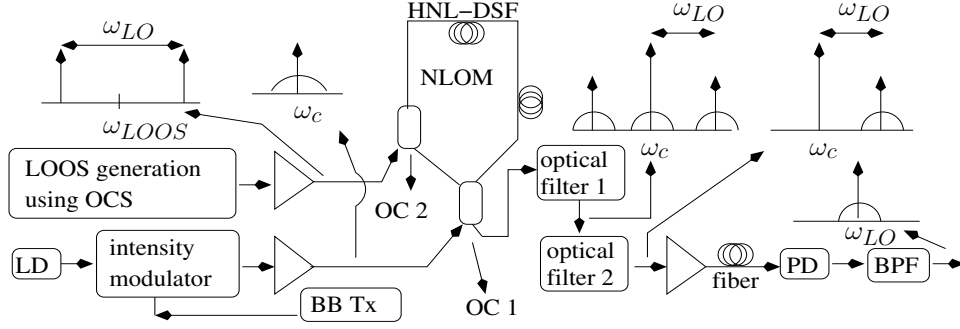 HNL-DSF
ω_LO
ω_LO
ω_LO
NLOM
ω_c
ω_LOOS
ω_c
ω_c
LOOS generation
using OCS
OC 2
optical
filter 1
ω_LO
LD
intensity
modulator
optical
filter 2
fiber
PD
BPF
BB Tx
OC 1